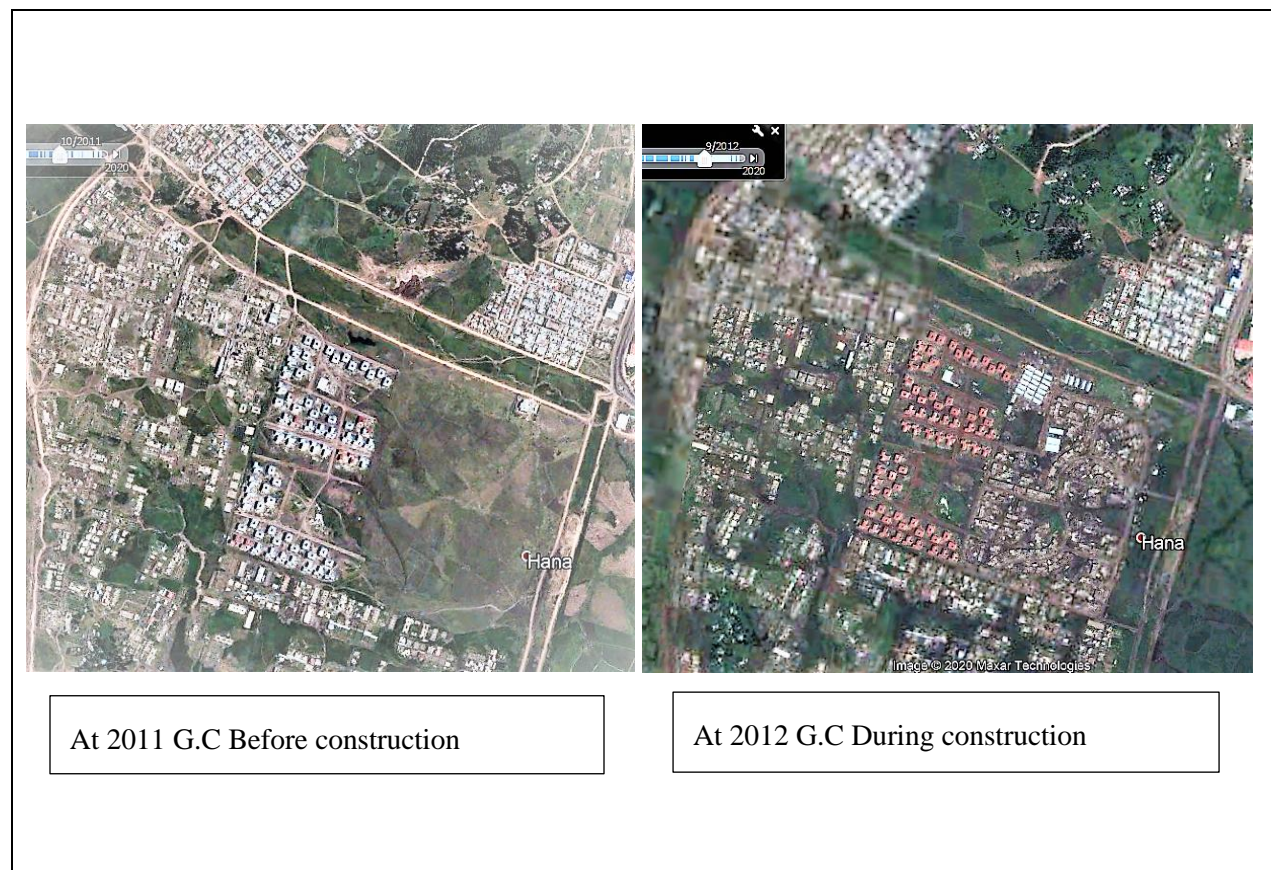 10/2011
2020
Hana
9/2012
2020
Hana
Image © 2020 Maxar Technologies
At 2011 G.C Before construction
At 2012 G.C During construction